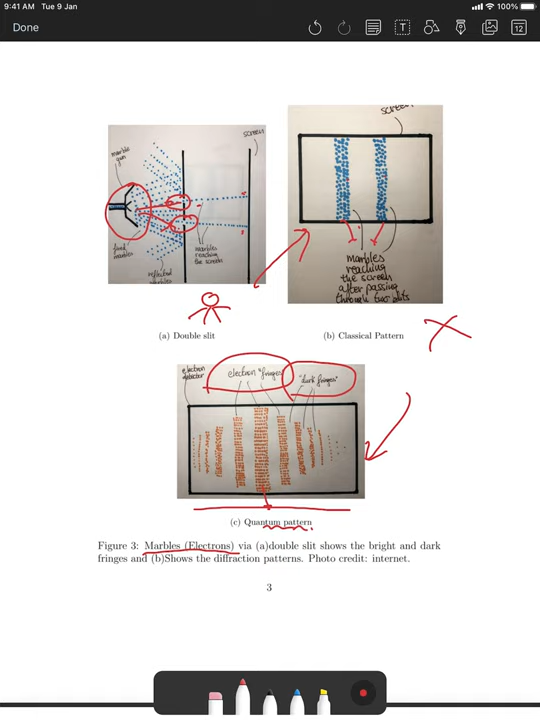 9:41 AM Tue 9 Jan
100%
Done
T
12
marble
gun
fired
marbles
reflected
marbles
marbles
reaching
the screen
screen
screen
marbles
reaching
the screen
after passing
through two slits
(a) Double slit
(b) Classical Pattern
electron
detector
electron "fringes"
"dark fringes"
(c) Quantum pattern
Figure 3: Marbles (Electrons) via (a)double slit shows the bright and dark
fringes and (b)Shows the diffraction patterns. Photo credit: internet.
3